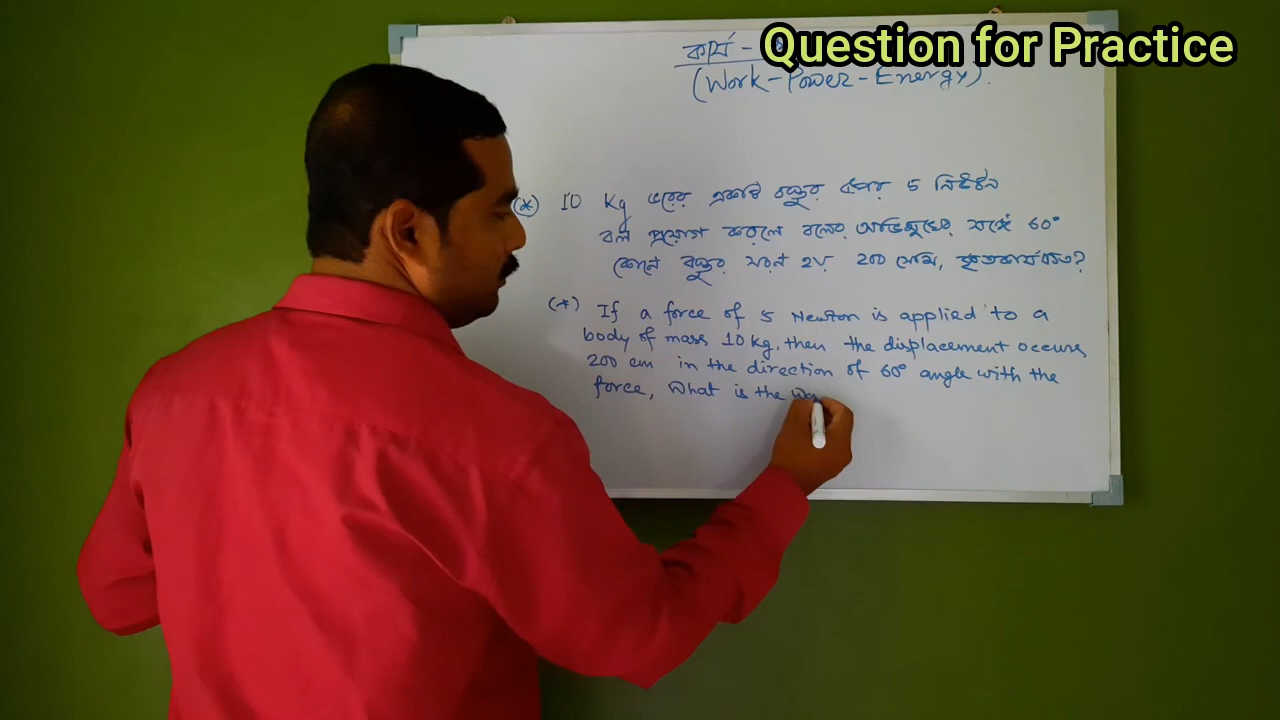 Question for Practice
কার্য -
(Work-Power-Energy).
(*) 10 Kg ভরের একটি বস্তুর ওপর 5 নিউটন
বল প্রয়োগ করলে বলের অভিমুখের সঙ্গে 60°
কোনে বস্তুর সরন হয় 200 সেমি, কৃতকার্য কত?
(*) If a force of 5 Newton is applied to a
body of mass 10 kg, then the displacement occurs
200 cm in the direction of 60° angle with the
force, What is the